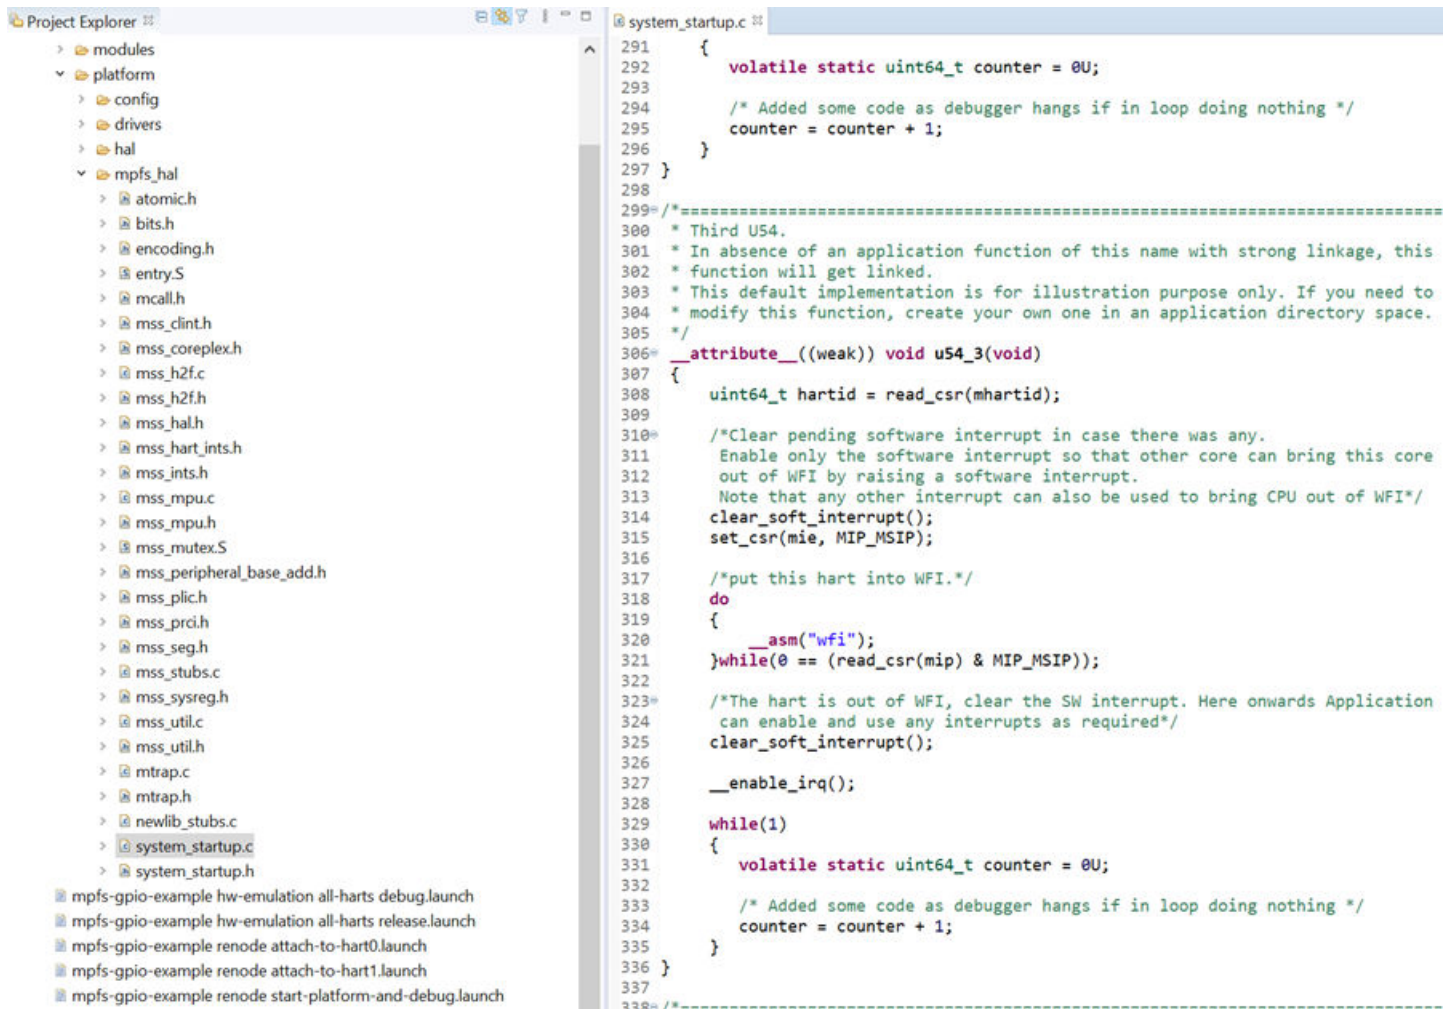 Project Explorer
modules
platform
config
drivers
hal
mpfs_hal
atomic.h
bits.h
encoding.h
entry.S
mcall.h
mss_clint.h
mss_coreplex.h
mss_h2f.c
mss_h2f.h
mss_hal.h
mss_hart_ints.h
mss_ints.h
mss_mpu.c
mss_mpu.h
mss_mutex.S
mss_peripheral_base_add.h
mss_plic.h
mss_prci.h
mss_seg.h
mss_stubs.c
mss_sysreg.h
mss_util.c
mss_util.h
mtrap.c
mtrap.h
newlib_stubs.c
system_startup.c
system_startup.h
mpfs-gpio-example hw-emulation all-harts debug.launch
mpfs-gpio-example hw-emulation all-harts release.launch
mpfs-gpio-example renode attach-to-hart0.launch
mpfs-gpio-example renode attach-to-hart1.launch
mpfs-gpio-example renode start-platform-and-debug.launch
system_startup.c
291     {
292        volatile static uint64_t counter = 0U;
293
294        /* Added some code as debugger hangs if in loop doing nothing */
295        counter = counter + 1;
296     }
297 }
298
299 /*==============================================================================
300  * Third U54.
301  * In absence of an application function of this name with strong linkage, this
302  * function will get linked.
303  * This default implementation is for illustration purpose only. If you need to
304  * modify this function, create your own one in an application directory space.
305  */
306  __attribute__((weak)) void u54_3(void)
307  {
308      uint64_t hartid = read_csr(mhartid);
309
310      /*Clear pending software interrupt in case there was any.
311       Enable only the software interrupt so that other core can bring this core
312       out of WFI by raising a software interrupt.
313       Note that any other interrupt can also be used to bring CPU out of WFI*/
314      clear_soft_interrupt();
315      set_csr(mie, MIP_MSIP);
316
317      /*put this hart into WFI.*/
318      do
319      {
320          __asm("wfi");
321      }while(0 == (read_csr(mip) & MIP_MSIP));
322
323      /*The hart is out of WFI, clear the SW interrupt. Here onwards Application
324       can enable and use any interrupts as required*/
325      clear_soft_interrupt();
326
327      __enable_irq();
328
329      while(1)
330      {
331         volatile static uint64_t counter = 0U;
332
333         /* Added some code as debugger hangs if in loop doing nothing */
334         counter = counter + 1;
335      }
336 }
337
338 /*==============================================================================